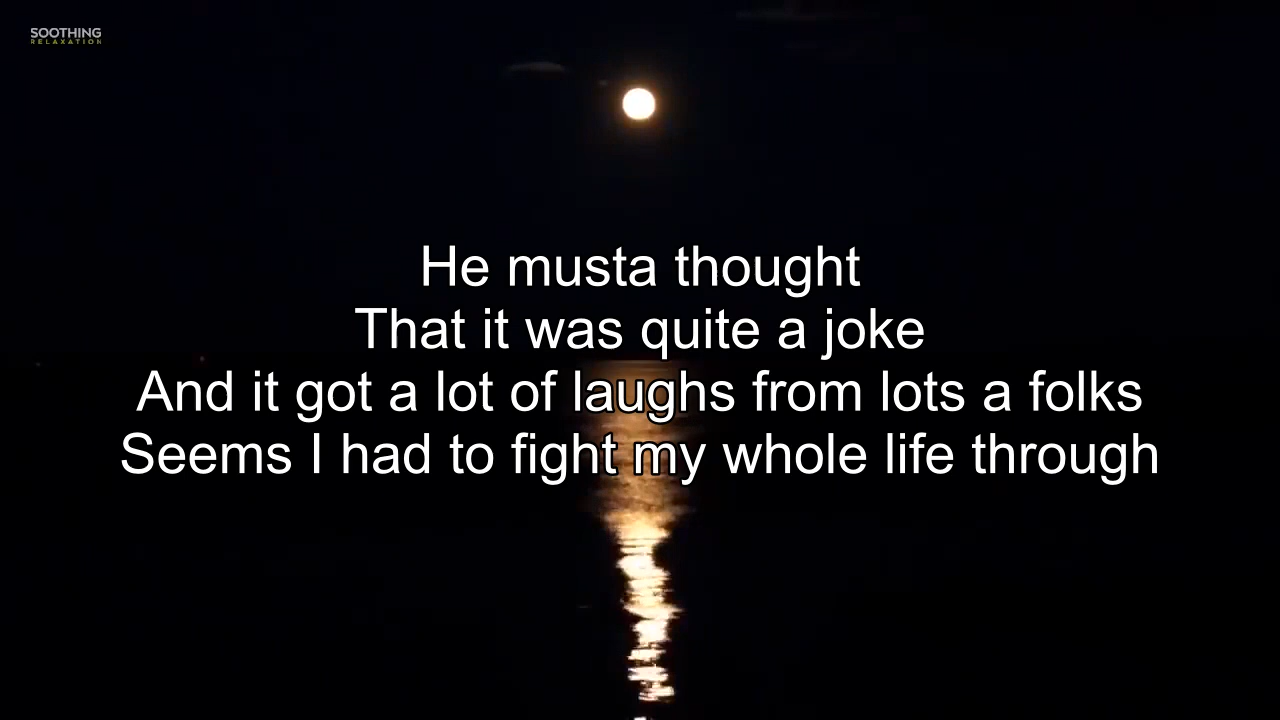 SOOTHING
RELAXATION
He musta thought
That it was quite a joke
And it got a lot of laughs from lots a folks
Seems I had to fight my whole life through